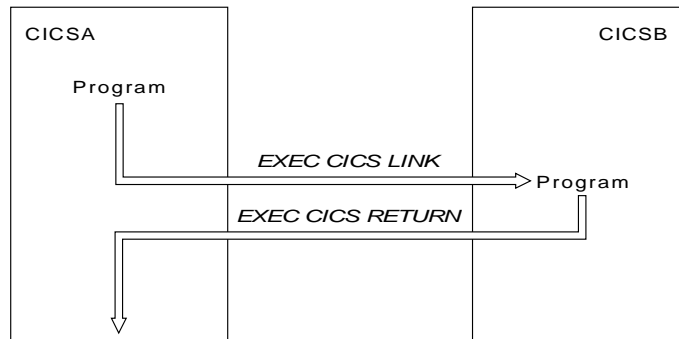 CICSA
CICSB
Program
EXEC CICS LINK
Program
EXEC CICS RETURN